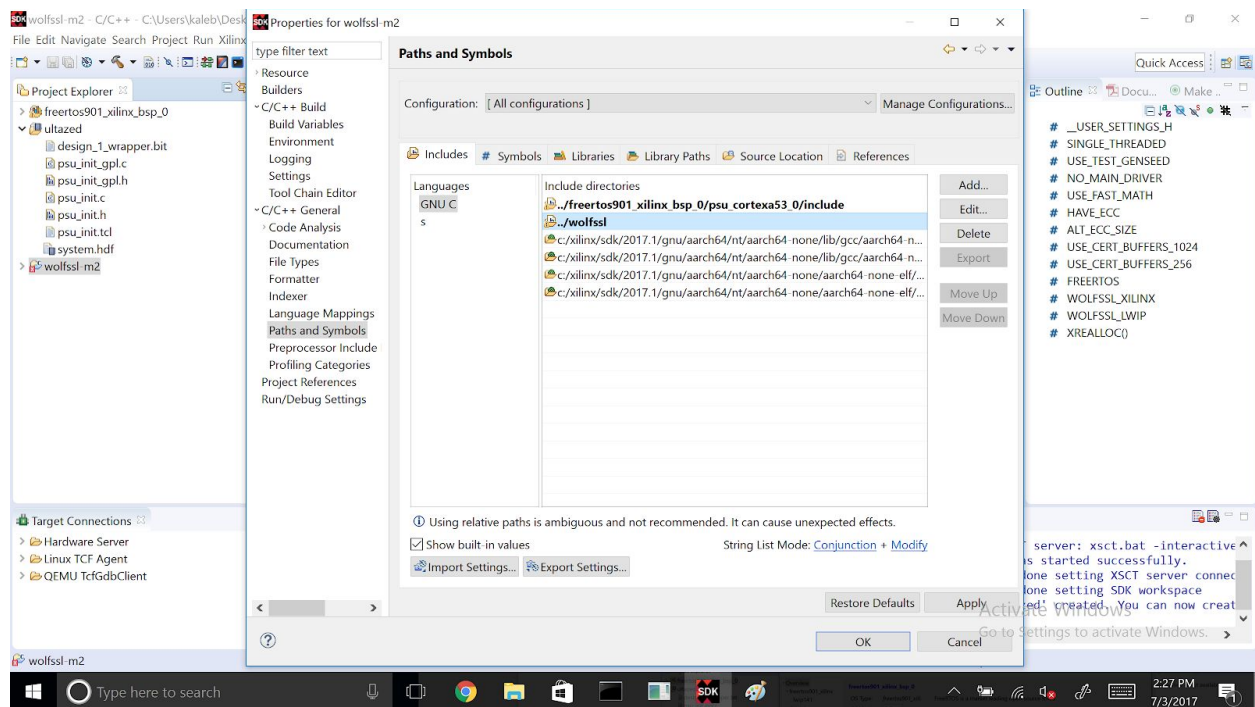 wolfssl-m2 - C/C++ - C:\Users\kaleb\Desk
File Edit Navigate Search Project Run Xilinx
Quick Access
Project Explorer
freertos901_xilinx_bsp_0
ultazed
design_1_wrapper.bit
psu_init_gpl.c
psu_init_gpl.h
psu_init.c
psu_init.h
psu_init.tcl
system.hdf
wolfssl-m2
Target Connections
Hardware Server
Linux TCF Agent
QEMU TcfGdbClient
wolfssl-m2
SDK Properties for wolfssl-m2
type filter text
Resource
Builders
C/C++ Build
Build Variables
Environment
Logging
Settings
Tool Chain Editor
C/C++ General
Code Analysis
Documentation
File Types
Formatter
Indexer
Language Mappings
Paths and Symbols
Preprocessor Include
Profiling Categories
Project References
Run/Debug Settings
Paths and Symbols
Configuration: [ All configurations ] Manage Configurations...
Includes # Symbols Libraries Library Paths Source Location References
Languages
GNU C
s
Include directories
../freertos901_xilinx_bsp_0/psu_cortexa53_0/include
../wolfssl
c:/xilinx/sdk/2017.1/gnu/aarch64/nt/aarch64-none/lib/gcc/aarch64-n...
c:/xilinx/sdk/2017.1/gnu/aarch64/nt/aarch64-none/lib/gcc/aarch64-n...
c:/xilinx/sdk/2017.1/gnu/aarch64/nt/aarch64-none/aarch64-none-elf/...
c:/xilinx/sdk/2017.1/gnu/aarch64/nt/aarch64-none/aarch64-none-elf/...
Add...
Edit...
Delete
Export
Move Up
Move Down
Using relative paths is ambiguous and not recommended. It can cause unexpected effects.
Show built-in values String List Mode: Conjunction + Modify
Import Settings... Export Settings...
Restore Defaults Apply
OK Cancel
Outline Docu... Make ...
# __USER_SETTINGS_H
# SINGLE_THREADED
# USE_TEST_GENSEED
# NO_MAIN_DRIVER
# USE_FAST_MATH
# HAVE_ECC
# ALT_ECC_SIZE
# USE_CERT_BUFFERS_1024
# USE_CERT_BUFFERS_256
# FREERTOS
# WOLFSSL_XILINX
# WOLFSSL_LWIP
# XREALLOC()
server: xsct.bat -interactive
s started successfully.
one setting XSCT server connec
one setting SDK workspace
ed' created. You can now creat
Activate Windows
Go to Settings to activate Windows.
Type here to search
SDK
2:27 PM
7/3/2017